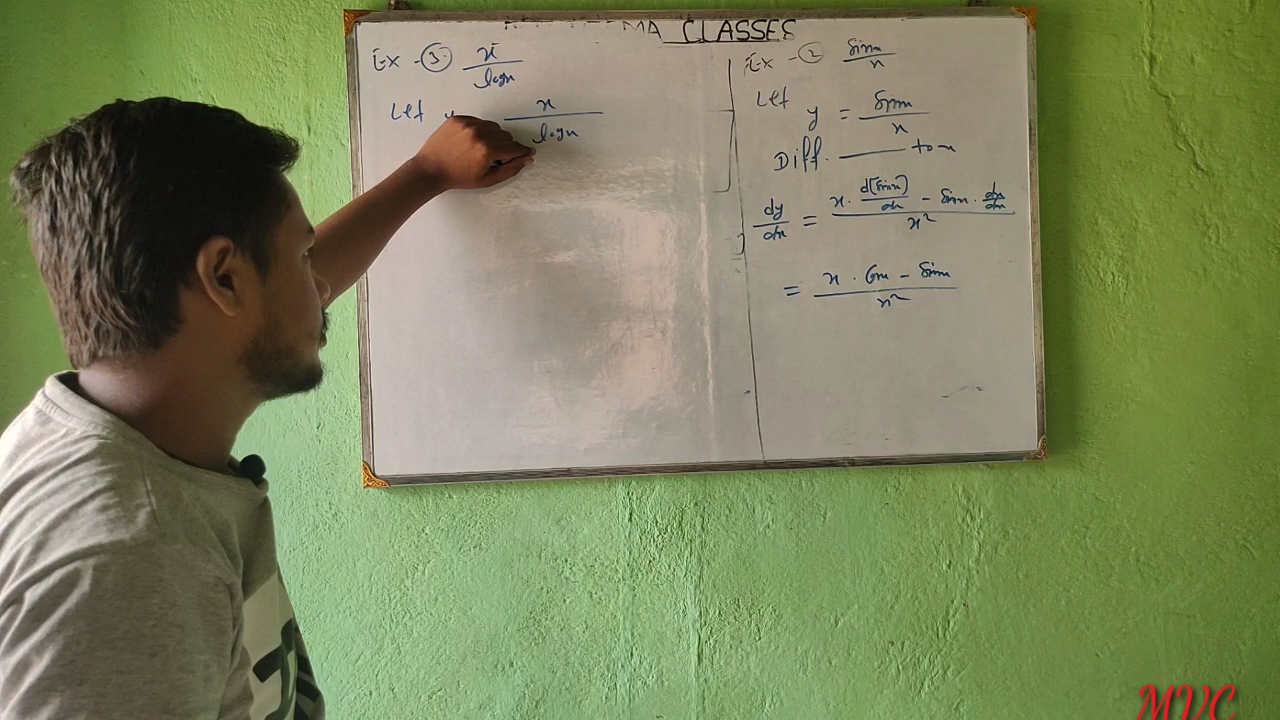 MA CLASSES
Ex - ③ x / logx
Let y x / logx
Ex - ② Sinx / x
Let y = Sinx / x
Diff. ——— to x
dy/dx = x · d(Sinx)/dx - Sinx · dx/dx / x²
= x · Cosx - Sinx / x²
MVC